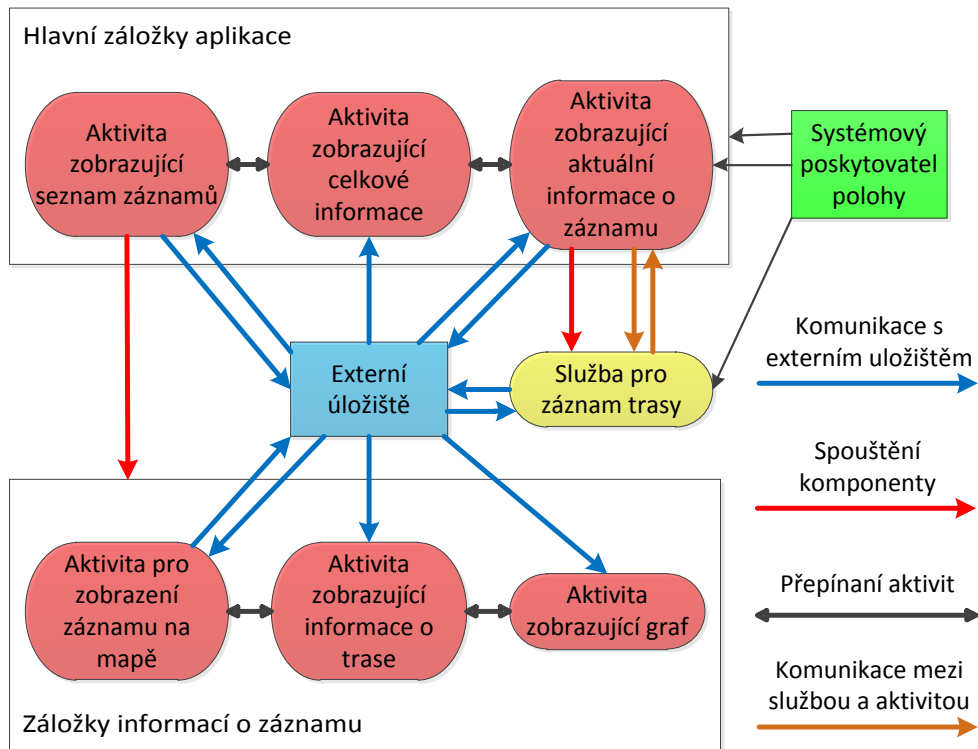 Hlavní záložky aplikace
Aktivita
zobrazující
seznam záznamů
Aktivita
zobrazující
celkové
informace
Aktivita
zobrazující
aktuální
informace o
záznamu
Systémový
poskytovatel
polohy
Externí
úložiště
Služba pro
záznam trasy
Komunikace s
externím uložištěm
Spouštění
komponenty
Přepínaní aktivit
Komunikace mezi
službou a aktivitou
Aktivita pro
zobrazení
záznamu na
mapě
Aktivita
zobrazující
informace o
trase
Aktivita
zobrazující graf
Záložky informací o záznamu